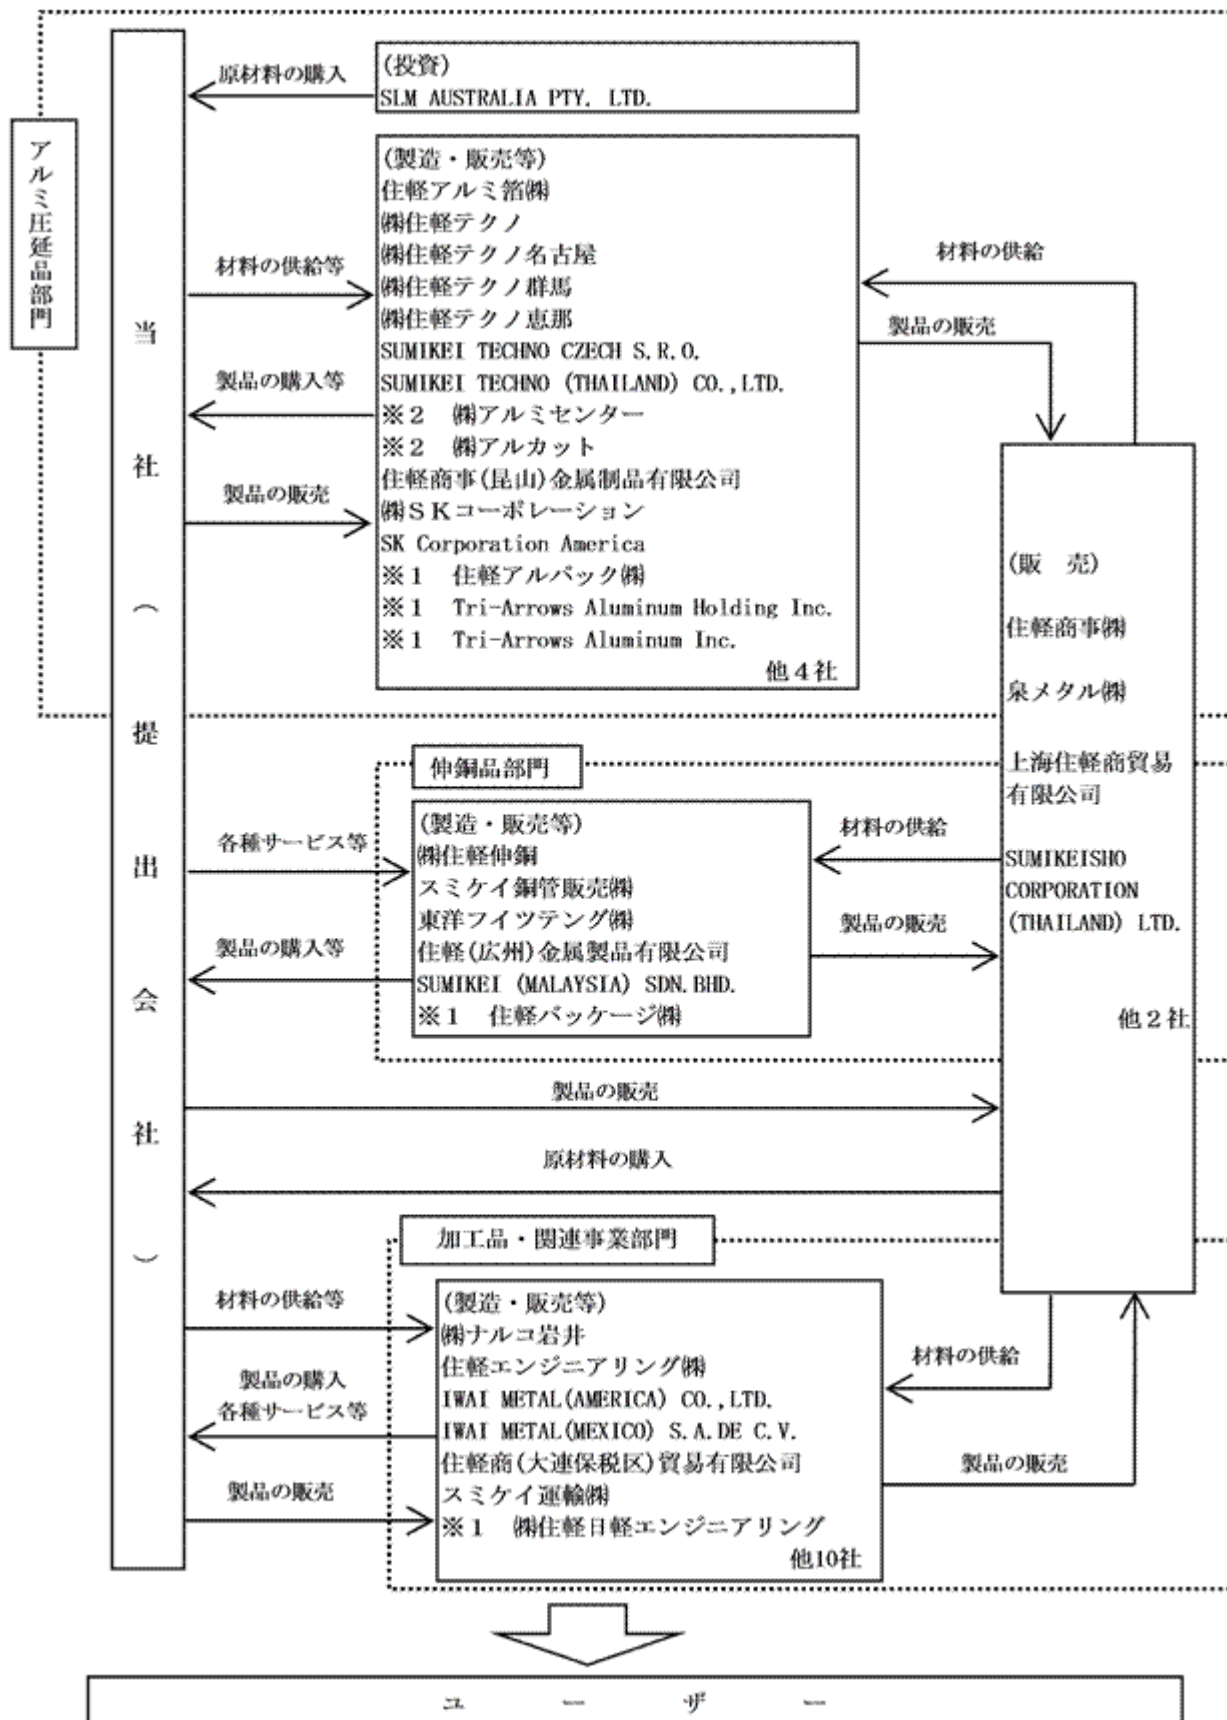 アルミ圧延品部門
当社（提出会社）
原材料の購入
(投資)
SLM AUSTRALIA PTY. LTD.
(製造・販売等)
住軽アルミ箔㈱
㈱住軽テクノ
㈱住軽テクノ名古屋
㈱住軽テクノ群馬
㈱住軽テクノ恵那
SUMIKEI TECHNO CZECH S.R.O.
SUMIKEI TECHNO (THAILAND) CO.,LTD.
※2 ㈱アルミセンター
※2 ㈱アルカット
住軽商事(昆山)金属制品有限公司
㈱SKコーポレーション
SK Corporation America
※1 住軽アルパック㈱
※1 Tri-Arrows Aluminum Holding Inc.
※1 Tri-Arrows Aluminum Inc.
他4社
材料の供給等
製品の購入等
製品の販売
材料の供給
製品の販売
(販 売)
住軽商事㈱
泉メタル㈱
上海住軽商貿易
有限公司
SUMIKEISHO
CORPORATION
(THAILAND) LTD.
他2社
伸銅品部門
(製造・販売等)
㈱住軽伸銅
スミケイ銅管販売㈱
東洋フイツテング㈱
住軽(広州)金属製品有限公司
SUMIKEI (MALAYSIA) SDN.BHD.
※1 住軽パッケージ㈱
各種サービス等
製品の購入等
材料の供給
製品の販売
製品の販売
原材料の購入
加工品・関連事業部門
(製造・販売等)
㈱ナルコ岩井
住軽エンジニアリング㈱
IWAI METAL(AMERICA) CO.,LTD.
IWAI METAL(MEXICO) S.A.DE C.V.
住軽商(大連保税区)貿易有限公司
スミケイ運輸㈱
※1 ㈱住軽日軽エンジニアリング
他10社
材料の供給等
製品の購入
各種サービス等
製品の販売
材料の供給
製品の販売
ユーザー